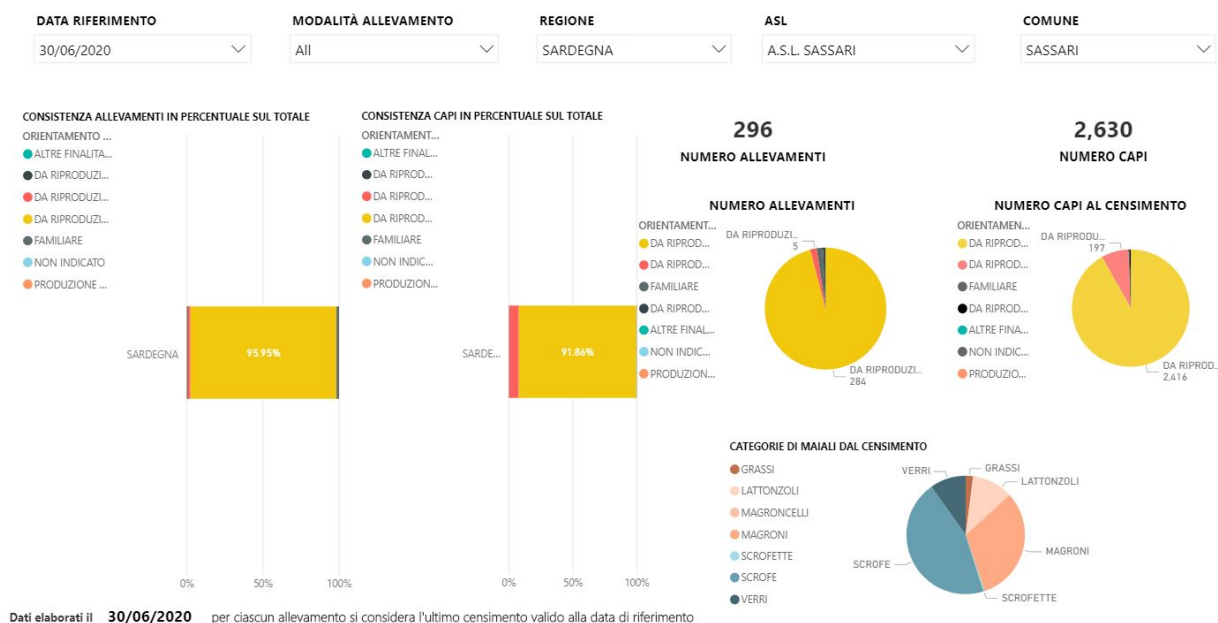 DATA RIFERIMENTO
30/06/2020
MODALITÀ ALLEVAMENTO
All
REGIONE
SARDEGNA
ASL
A.S.L. SASSARI
COMUNE
SASSARI
CONSISTENZA ALLEVAMENTI IN PERCENTUALE SUL TOTALE
ORIENTAMENTO ...
ALTRE FINALITA...
DA RIPRODUZI...
DA RIPRODUZI...
DA RIPRODUZI...
FAMILIARE
NON INDICATO
PRODUZIONE ...
SARDEGNA
95.95%
0%
50%
100%
CONSISTENZA CAPI IN PERCENTUALE SUL TOTALE
ORIENTAMENT...
ALTRE FINAL...
DA RIPROD...
DA RIPROD...
DA RIPROD...
FAMILIARE
NON INDIC...
PRODUZION...
SARDE...
91.86%
0%
50%
100%
296
NUMERO ALLEVAMENTI
2,630
NUMERO CAPI
NUMERO ALLEVAMENTI
ORIENTAMENT...
DA RIPROD...
DA RIPROD...
FAMILIARE
DA RIPROD...
ALTRE FINAL...
NON INDIC...
PRODUZION...
DA RIPRODUZI...
5
DA RIPRODUZI...
284
NUMERO CAPI AL CENSIMENTO
ORIENTAMEN...
DA RIPROD...
DA RIPROD...
FAMILIARE
DA RIPROD...
ALTRE FINA...
NON INDIC...
PRODUZIO...
DA RIPRODU...
197
DA RIPROD...
2,416
CATEGORIE DI MAIALI DAL CENSIMENTO
GRASSI
LATTONZOLI
MAGRONCELLI
MAGRONI
SCROFETTE
SCROFE
VERRI
VERRI
GRASSI
LATTONZOLI
MAGRONI
SCROFETTE
SCROFE
Dati elaborati il 30/06/2020 per ciascun allevamento si considera l'ultimo censimento valido alla data di riferimento